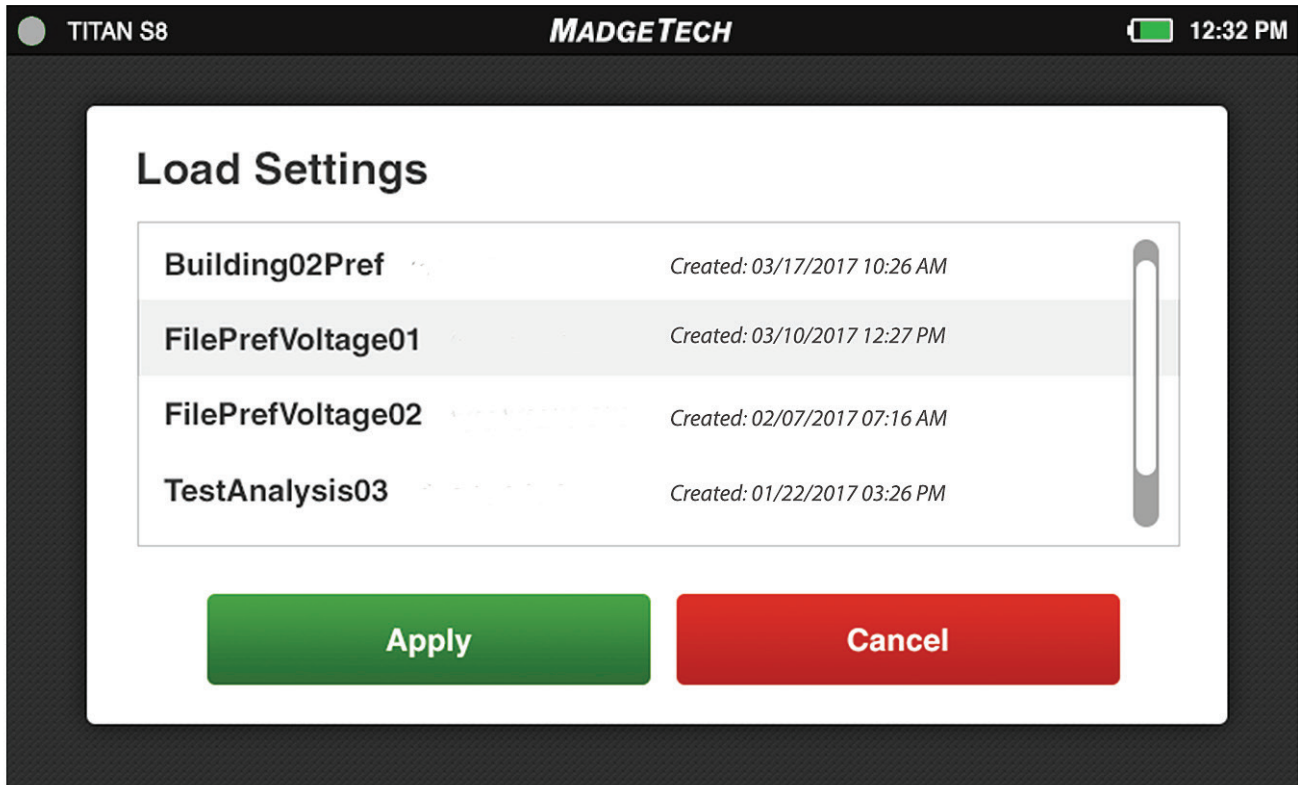 TITAN S8 MADGETECH 12:32 PM
Load Settings
Building02Pref Created: 03/17/2017 10:26 AM
FilePrefVoltage01 Created: 03/10/2017 12:27 PM
FilePrefVoltage02 Created: 02/07/2017 07:16 AM
TestAnalysis03 Created: 01/22/2017 03:26 PM
Apply Cancel